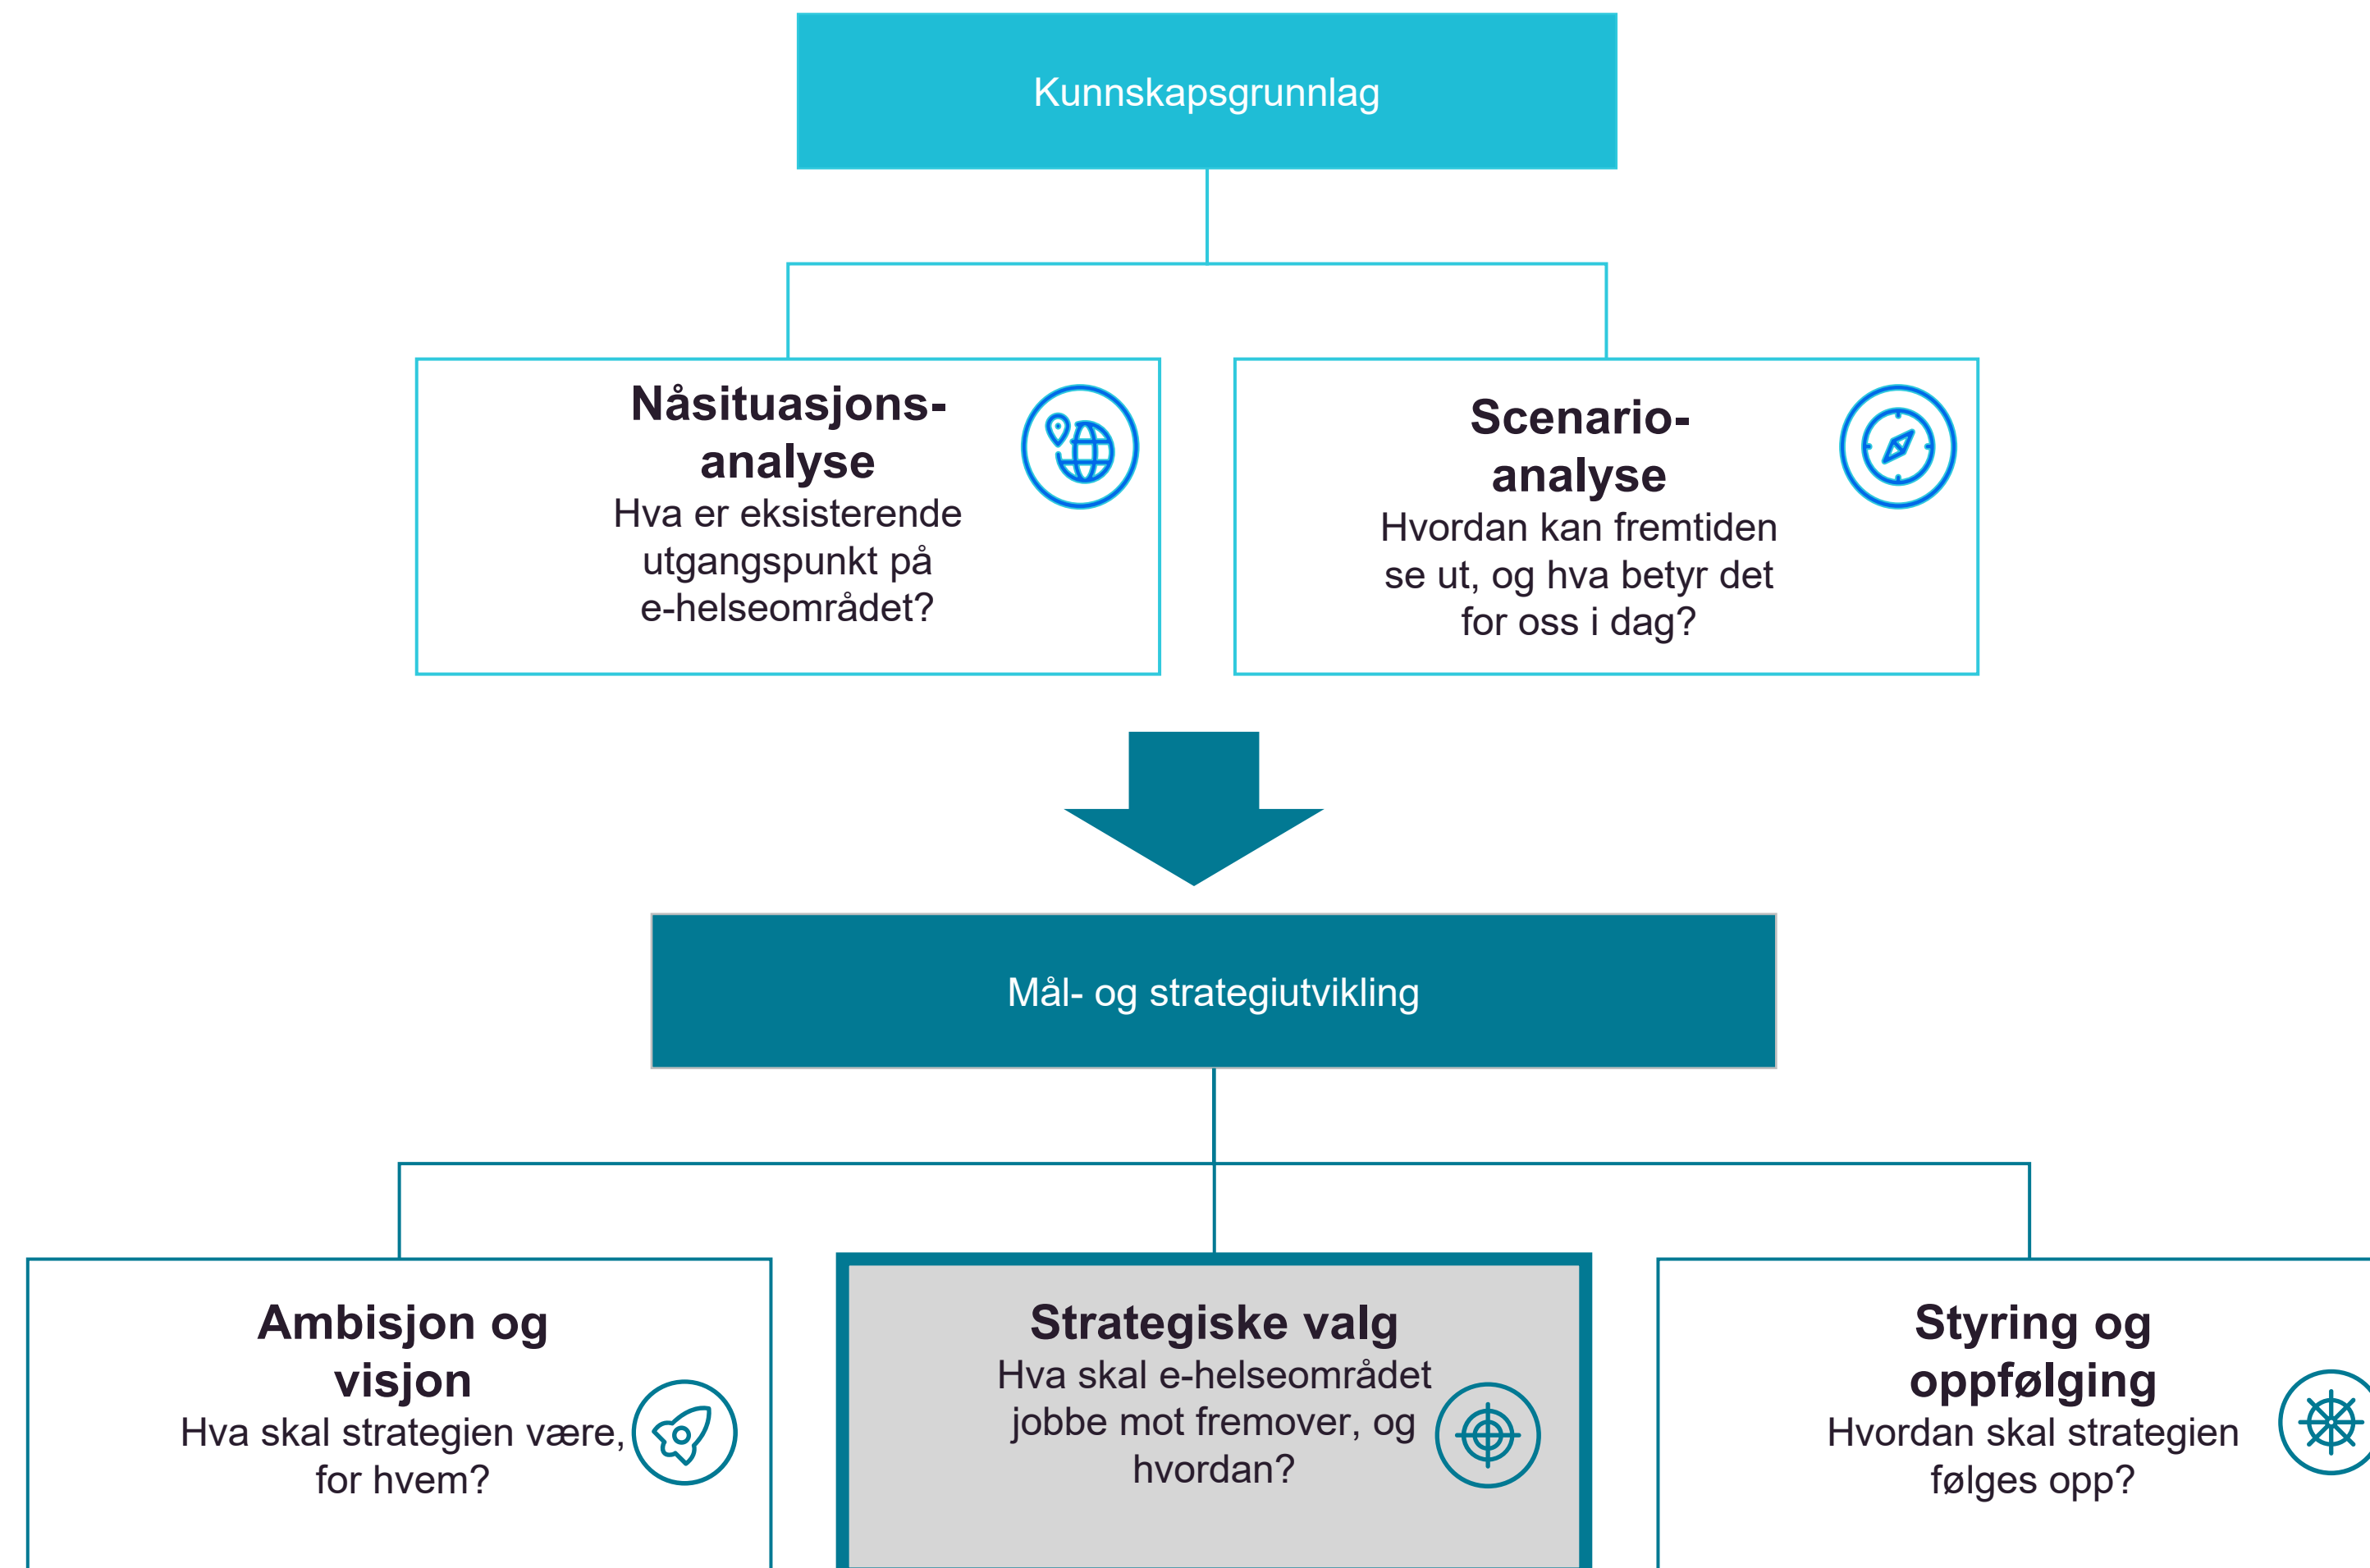 Kunnskapsgrunnlag
Nåsituasjons-
analyse
Hva er eksisterende
utgangspunkt på
e-helseområdet?
Scenario-
analyse
Hvordan kan fremtiden
se ut, og hva betyr det
for oss i dag?
Mål- og strategiutvikling
Ambisjon og
visjon
Hva skal strategien være,
for hvem?
Strategiske valg
Hva skal e-helseområdet
jobbe mot fremover, og
hvordan?
Styring og
oppfølging
Hvordan skal strategien
følges opp?